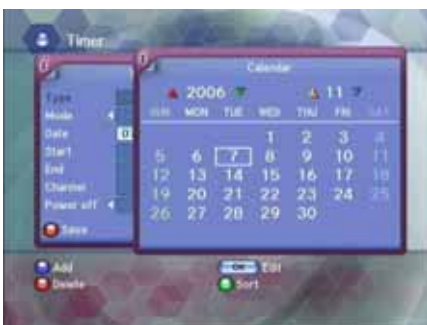 Timer
Calendar
2006 11
SUN MON TUE WED THU FRI SAT
1 2 3 4
5 6 7 8 9 10 11
12 13 14 15 16 17 18
19 20 21 22 23 24 25
26 27 28 29 30
Type
Mode
Date
Start
End
Channel
Power off
Save
Add
OK Edit
Delete
Sort